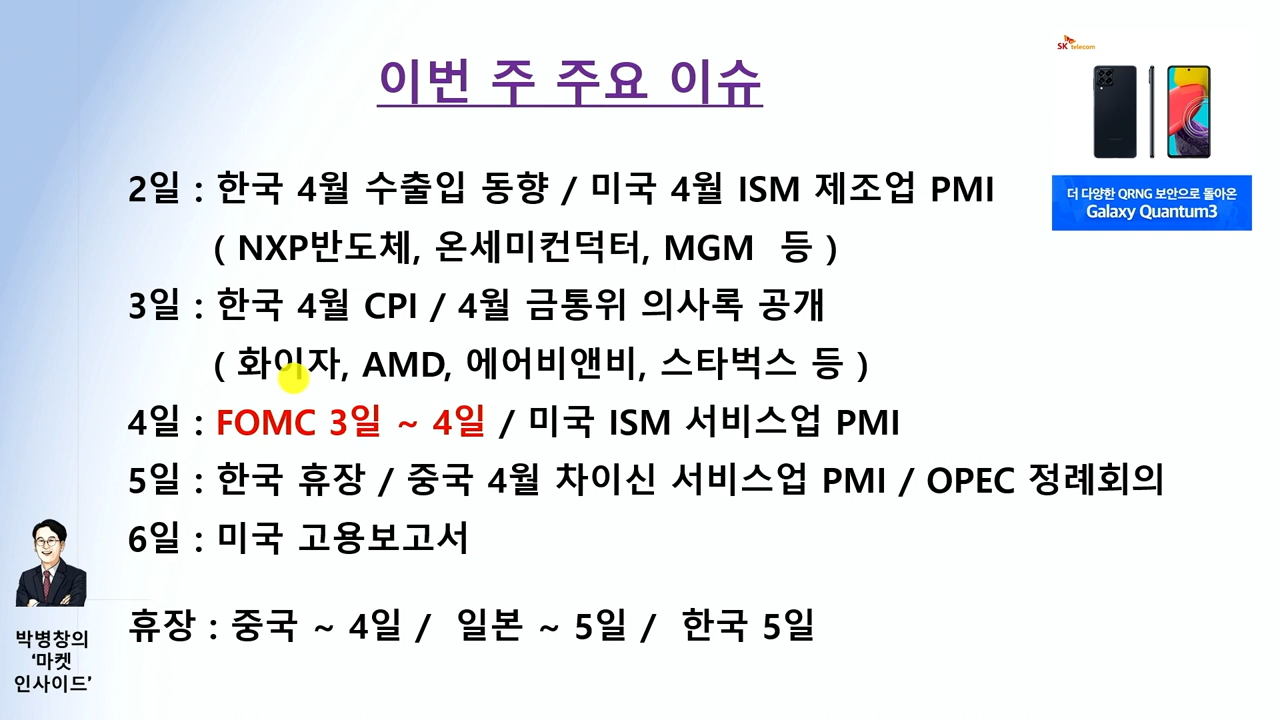 이번 주 주요 이슈
SK telecom
더 다양한 QRNG 보안으로 돌아온
Galaxy Quantum3
2일 : 한국 4월 수출입 동향 / 미국 4월 ISM 제조업 PMI
( NXP반도체, 온세미컨덕터, MGM 등 )
3일 : 한국 4월 CPI / 4월 금통위 의사록 공개
( 화이자, AMD, 에어비앤비, 스타벅스 등 )
4일 : FOMC 3일 ~ 4일 / 미국 ISM 서비스업 PMI
5일 : 한국 휴장 / 중국 4월 차이신 서비스업 PMI / OPEC 정례회의
6일 : 미국 고용보고서
휴장 : 중국 ~ 4일 / 일본 ~ 5일 / 한국 5일
박병창의
‘마켓
인사이드’